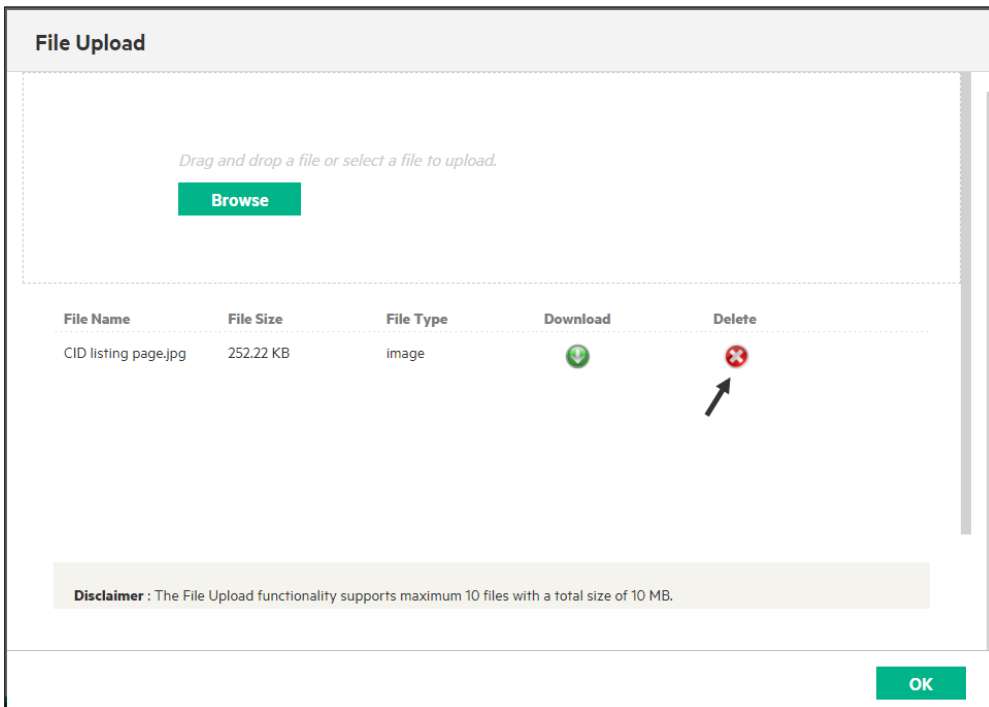 File Upload
Drag and drop a file or select a file to upload.
Browse
File Name File Size File Type Download Delete
CID listing page.jpg 252.22 KB image
Disclaimer : The File Upload functionality supports maximum 10 files with a total size of 10 MB.
OK